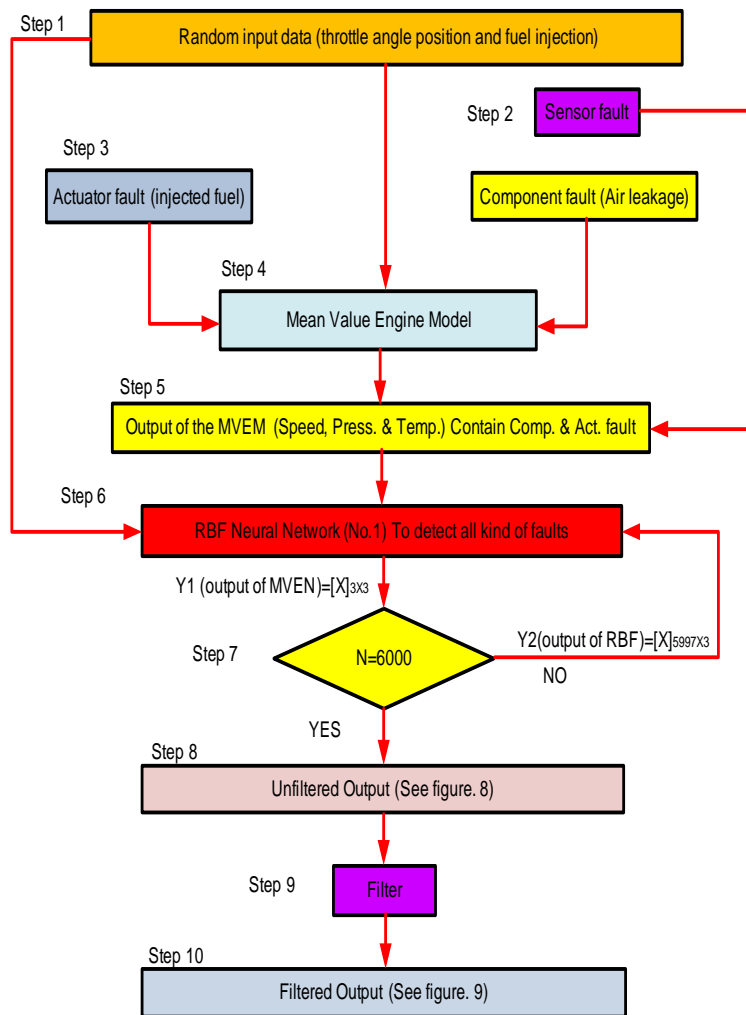 Step 1
Random input data (throttle angle position and fuel injection)
Step 2
Sensor fault
Step 3
Actuator fault (injected fuel)
Component fault (Air leakage)
Step 4
Mean Value Engine Model
Step 5
Output of the MVEM (Speed, Press. & Temp.) Contain Comp. & Act. fault
Step 6
RBF Neural Network (No.1) To detect all kind of faults
Y1 (output of MVEN)=[X]3X3
Step 7
N=6000
Y2(output of RBF)=[X]5997X3
NO
YES
Step 8
Unfiltered Output (See figure. 8)
Step 9
Filter
Step 10
Filtered Output (See figure. 9)